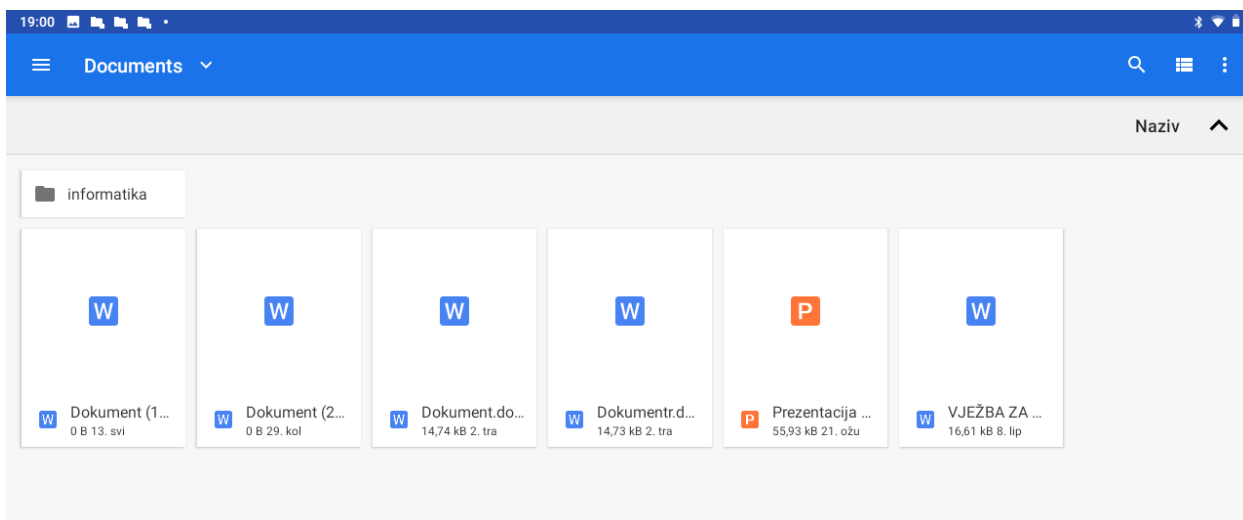 19:00
Documents
Naziv
informatika
W
W
W
W
P
W
W Dokument (1...
0 B 13. svi
W Dokument (2...
0 B 29. kol
W Dokument.do...
14,74 kB 2. tra
W Dokumentr.d...
14,73 kB 2. tra
P Prezentacija ...
55,93 kB 21. ožu
W VJEŽBA ZA ...
16,61 kB 8. lip